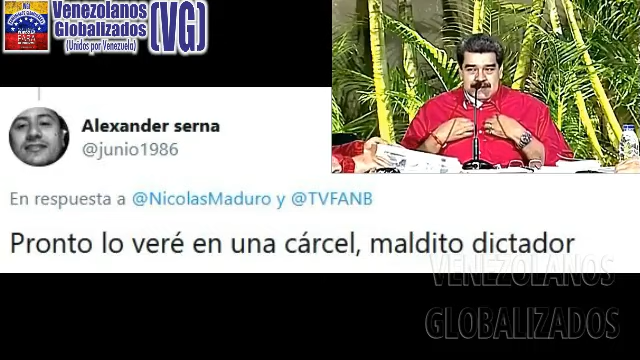 Venezolanos
Globalizados
(Unidos por Venezuela)
(VG)
Alexander serna
@junio1986
En respuesta a @NicolasMaduro y @TVFANB
Pronto lo veré en una cárcel, maldito dictador
VENEZOLANOS
GLOBALIZADOS